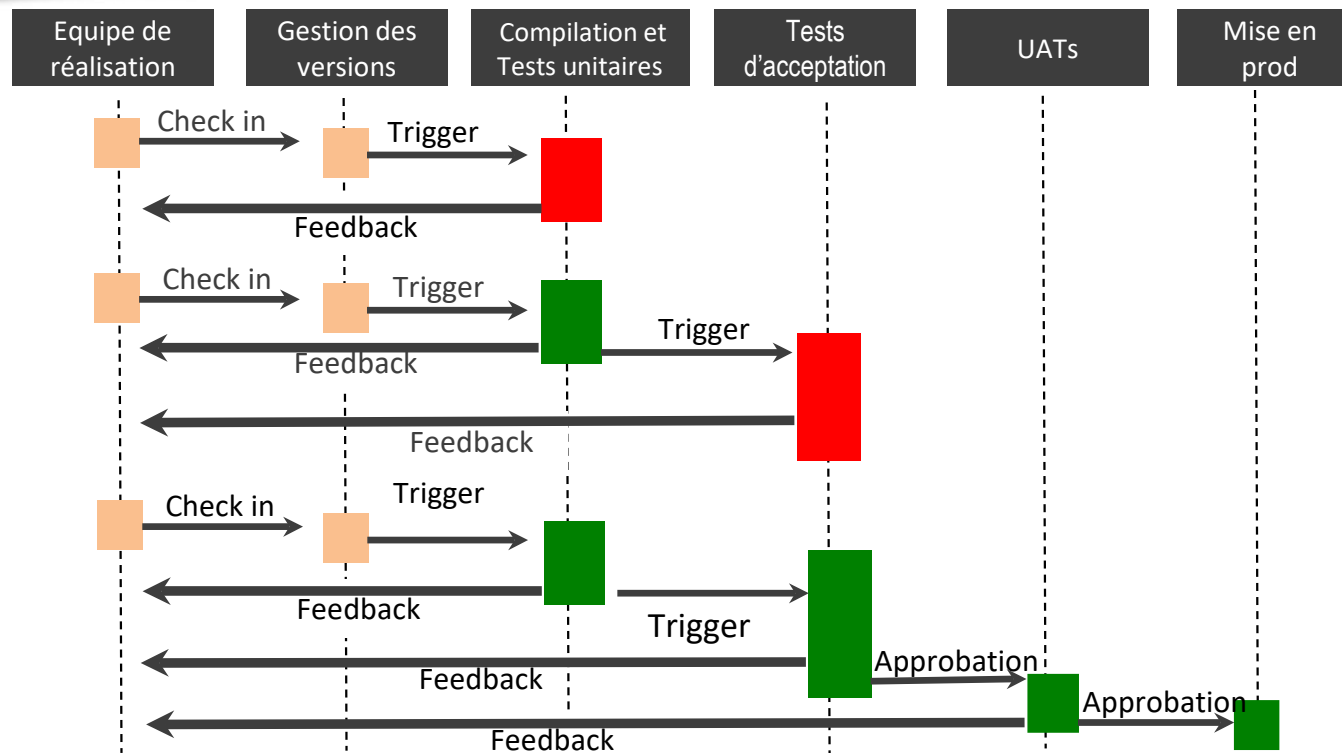 Equipe de
réalisation
Gestion des
versions
Compilation et
Tests unitaires
Tests
d'acceptation
UATs
Mise en
prod
Check in
Trigger
Feedback
Check in
Trigger
Trigger
Feedback
Feedback
Check in
Trigger
Feedback
Trigger
Feedback
Approbation
Approbation
Feedback